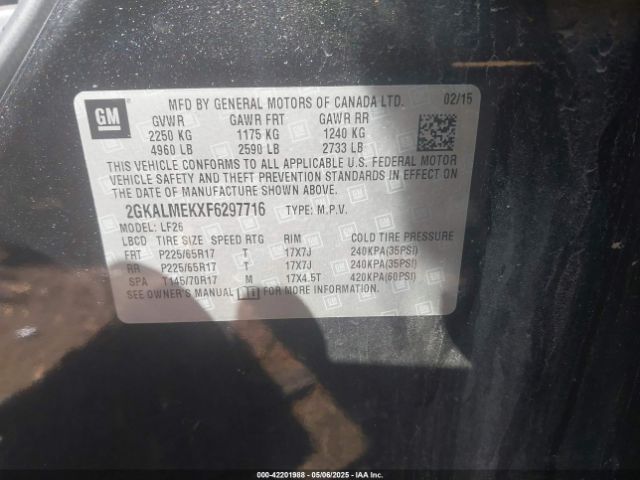 GM
MFD BY GENERAL MOTORS OF CANADA LTD. 02/15
GVWR GAWR FRT GAWR RR
2250 KG 1175 KG 1240 KG
4960 LB 2590 LB 2733 LB
THIS VEHICLE CONFORMS TO ALL APPLICABLE U.S. FEDERAL MOTOR
VEHICLE SAFETY AND THEFT PREVENTION STANDARDS IN EFFECT
ON THE DATE OF MANUFACTURE SHOWN ABOVE.
2GKALMEKXF6297716 TYPE: M.P.V.
MODEL: LF26
LBCD TIRE SIZE SPEED RTG RIM COLD TIRE PRESSURE
FRT P225/65R17 T 17X7J 240KPA(35PSI)
RR P225/65R17 T 17X7J 240KPA(35PSI)
SPA T145/70R17 M 17X4.5T 420KPA(60PSI)
SEE OWNER'S MANUAL FOR MORE INFORMATION.
000-42201988 - 05/06/2025 - IAA Inc.